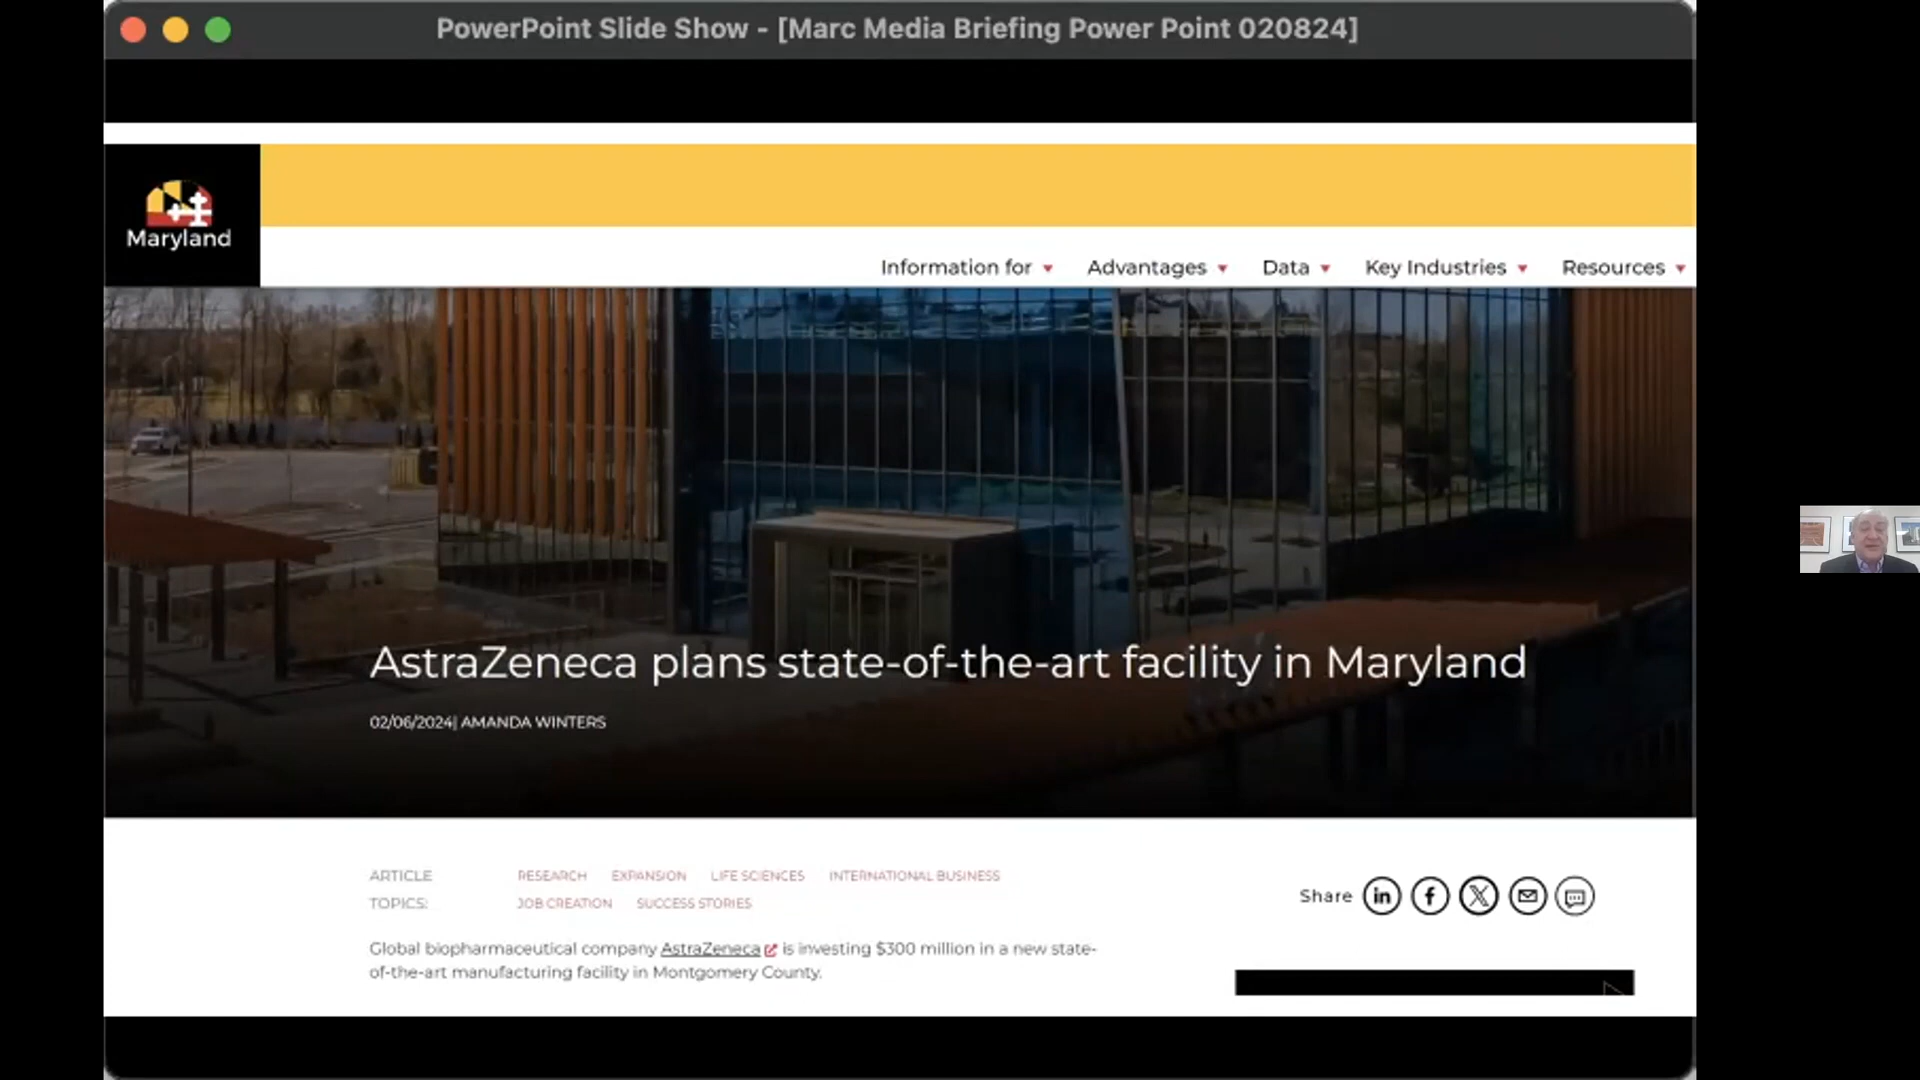 PowerPoint Slide Show - [Marc Media Briefing Power Point 020824]
Maryland
Information for
Advantages
Data
Key Industries
Resources
AstraZeneca plans state-of-the-art facility in Maryland
02/06/2024| AMANDA WINTERS
ARTICLE RESEARCH EXPANSION LIFE SCIENCES INTERNATIONAL BUSINESS
TOPICS: JOB CREATION SUCCESS STORIES
Share in f X
Global biopharmaceutical company AstraZeneca is investing $300 million in a new state-
of-the-art manufacturing facility in Montgomery County.